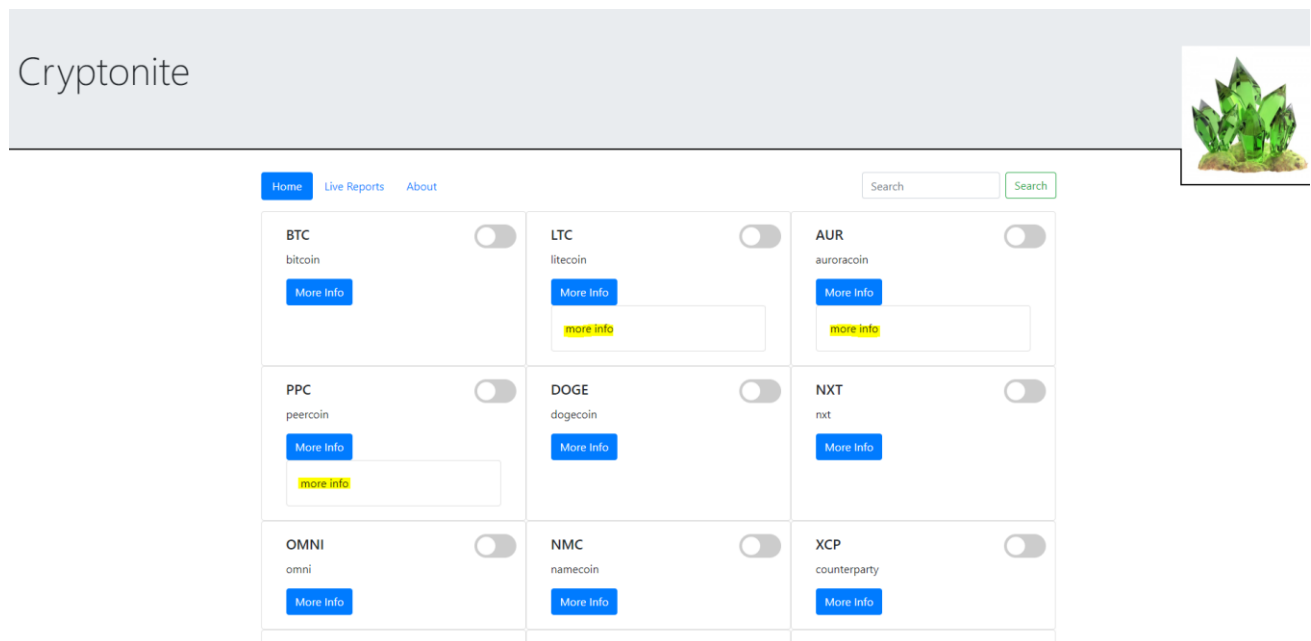 Cryptonite
Home Live Reports About Search Search
BTC
bitcoin
More Info
LTC
litecoin
More Info
more info
AUR
auroracoin
More Info
more info
PPC
peercoin
More Info
more info
DOGE
dogecoin
More Info
NXT
nxt
More Info
OMNI
omni
More Info
NMC
namecoin
More Info
XCP
counterparty
More Info